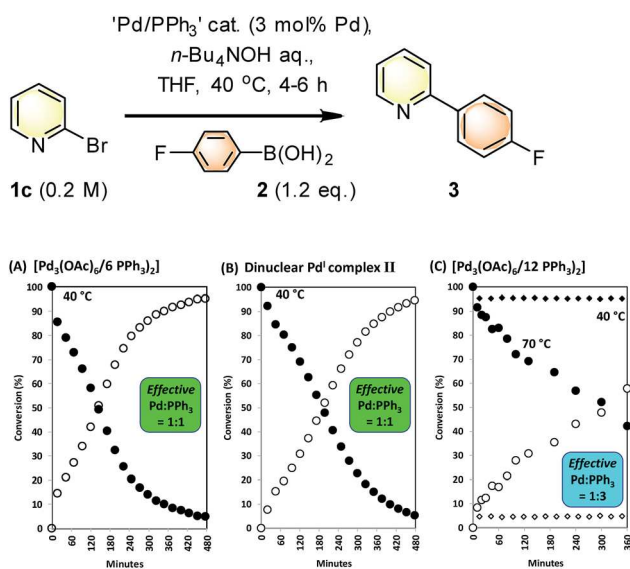 'Pd/PPh3' cat. (3 mol% Pd),
n-Bu4NOH aq.,
THF, 40 °C, 4-6 h
N
Br
F
B(OH)2
N
F
1c (0.2 M)
2 (1.2 eq.)
3
(A) [Pd3(OAc)6/6 PPh3)2]
100
90
80
70
60
50
40
30
20
10
0
Conversion (%)
40 °C
Effective
Pd:PPh3
= 1:1
0 60 120 180 240 300 360 420 480
Minutes
(B) Dinuclear PdI complex II
100
90
80
70
60
50
40
30
20
10
0
Conversion (%)
40 °C
Effective
Pd:PPh3
= 1:1
0 60 120 180 240 300 360 420 480
Minutes
(C) [Pd3(OAc)6/12 PPh3)2]
100
90
80
70
60
50
40
30
20
10
0
Conversion (%)
40 °C
70 °C
Effective
Pd:PPh3
= 1:3
0 60 120 180 240 300 360
Minutes